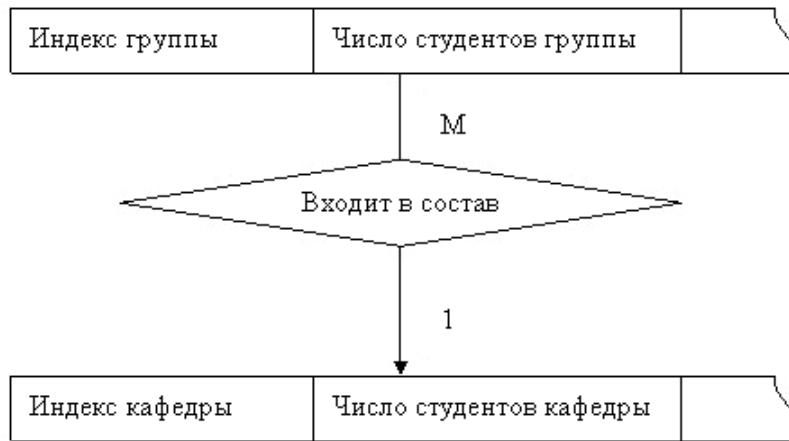 Индекс группы Число студентов группы
М
Входит в состав
1
Индекс кафедры Число студентов кафедры